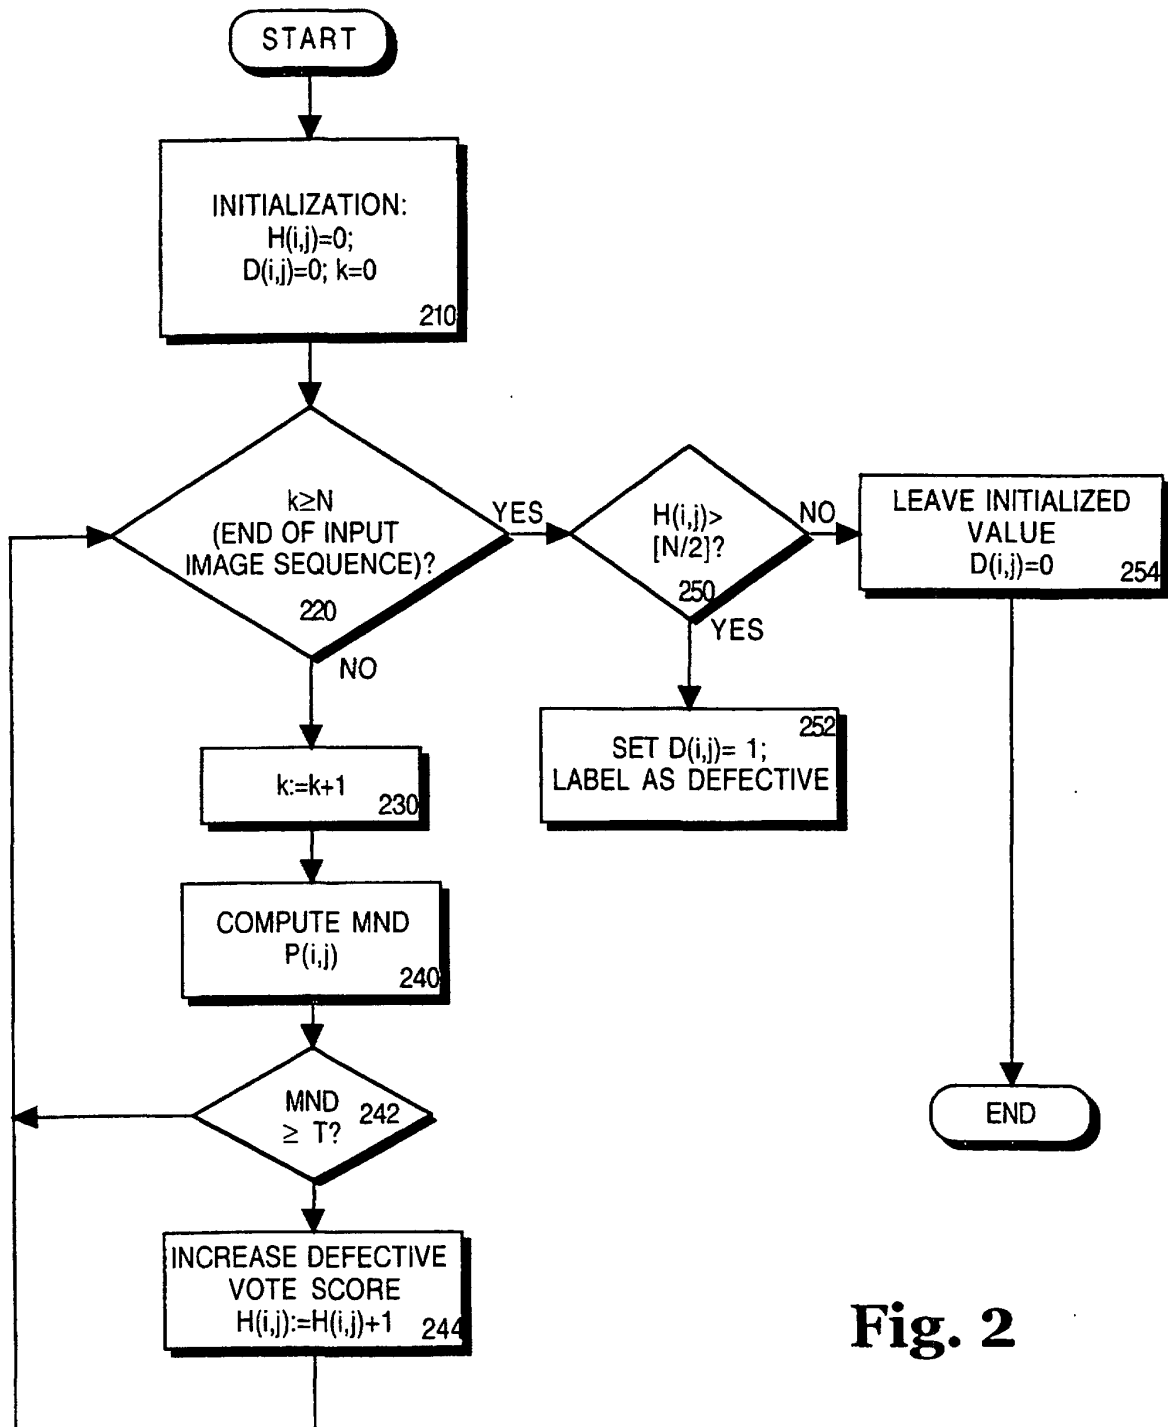 START
INITIALIZATION:
H(i,j)=0;
D(i,j)=0; k=0
210
k≥N
(END OF INPUT
IMAGE SEQUENCE)?
220
YES
NO
H(i,j)>
[N/2]?
250
NO
YES
LEAVE INITIALIZED
VALUE
D(i,j)=0
254
252
SET D(i,j)= 1;
LABEL AS DEFECTIVE
k:=k+1
230
COMPUTE MND
P(i,j)
240
MND
≥ T?
242
END
INCREASE DEFECTIVE
VOTE SCORE
H(i,j):=H(i,j)+1
244
Fig. 2